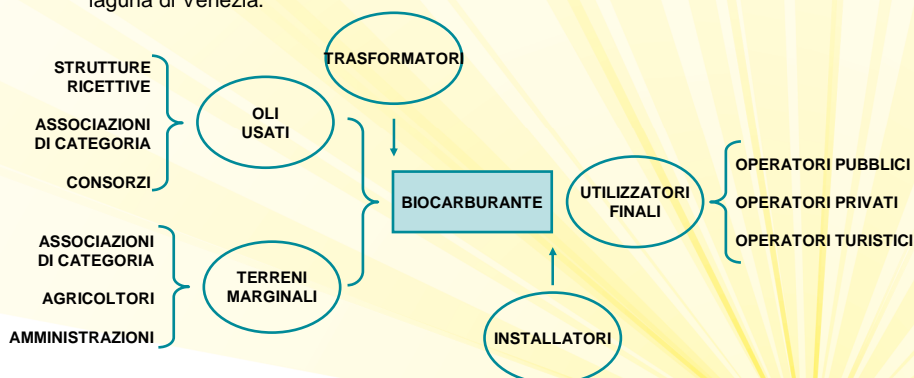 laguna di Venezia.
TRASFORMATORI
STRUTTURE
RICETTIVE
ASSOCIAZIONI
DI CATEGORIA
CONSORZI
OLI
USATI
BIOCARBURANTE
UTILIZZATORI
FINALI
OPERATORI PUBBLICI
OPERATORI PRIVATI
OPERATORI TURISTICI
ASSOCIAZIONI
DI CATEGORIA
AGRICOLTORI
AMMINISTRAZIONI
TERRENI
MARGINALI
INSTALLATORI